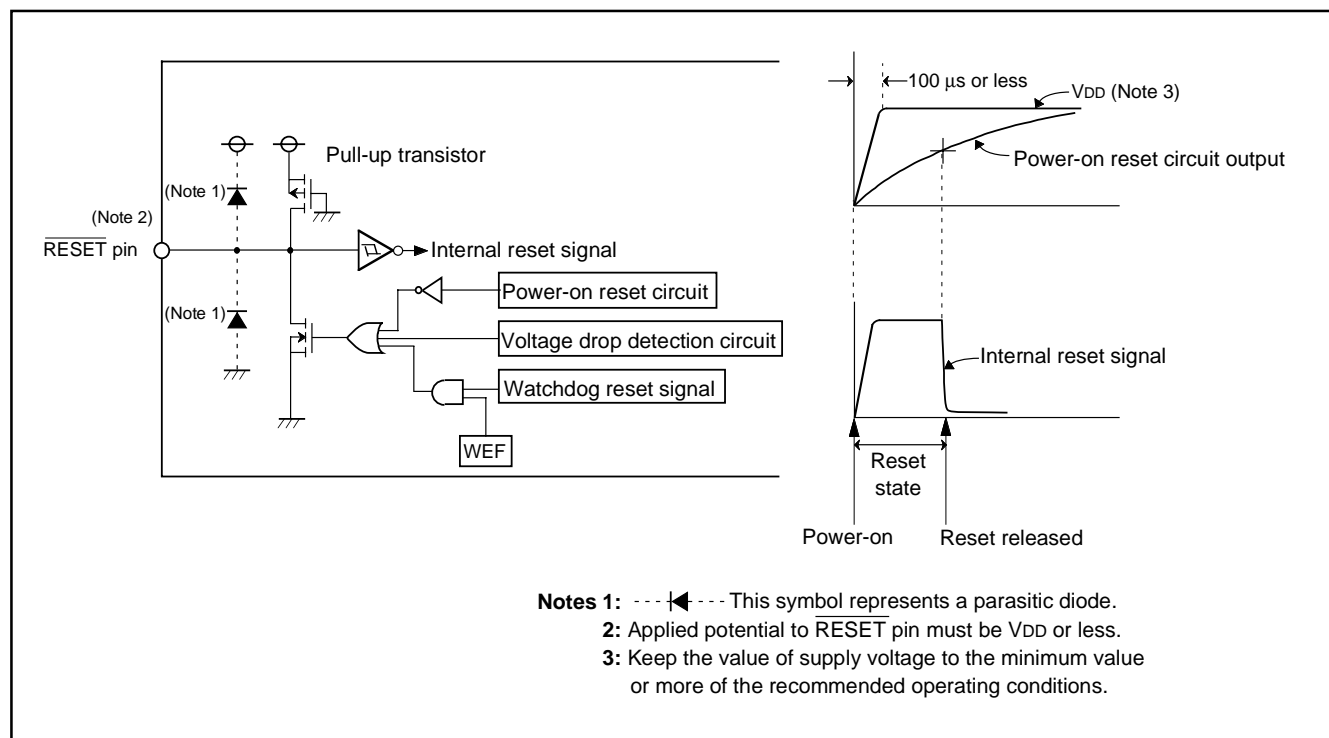 Pull-up transistor
(Note 1)
(Note 2)
RESET pin
Internal reset signal
Power-on reset circuit
(Note 1)
Voltage drop detection circuit
Watchdog reset signal
WEF
100 μs or less
VDD (Note 3)
Power-on reset circuit output
Internal reset signal
Reset
state
Power-on
Reset released
Notes 1: This symbol represents a parasitic diode.
2: Applied potential to RESET pin must be VDD or less.
3: Keep the value of supply voltage to the minimum value
or more of the recommended operating conditions.